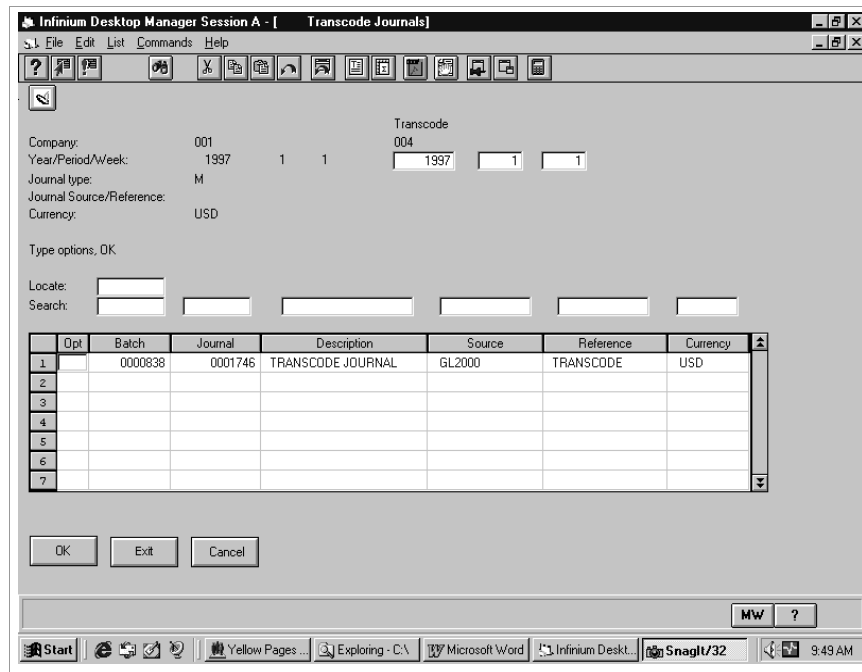 Infinium Desktop Manager Session A - [ Transcode Journals]
File Edit List Commands Help
Transcode
Company: 001 004
Year/Period/Week: 1997 1 1 1997 1 1
Journal type: M
Journal Source/Reference:
Currency: USD
Type options, OK
Locate:
Search:
Opt Batch Journal Description Source Reference Currency
1 0000838 0001746 TRANSCODE JOURNAL GL2000 TRANSCODE USD
2
3
4
5
6
7
OK Exit Cancel
MW ?
Start Yellow Pages ... Exploring - C:\ Microsoft Word Infinium Deskt... SnagIt/32 9:49 AM